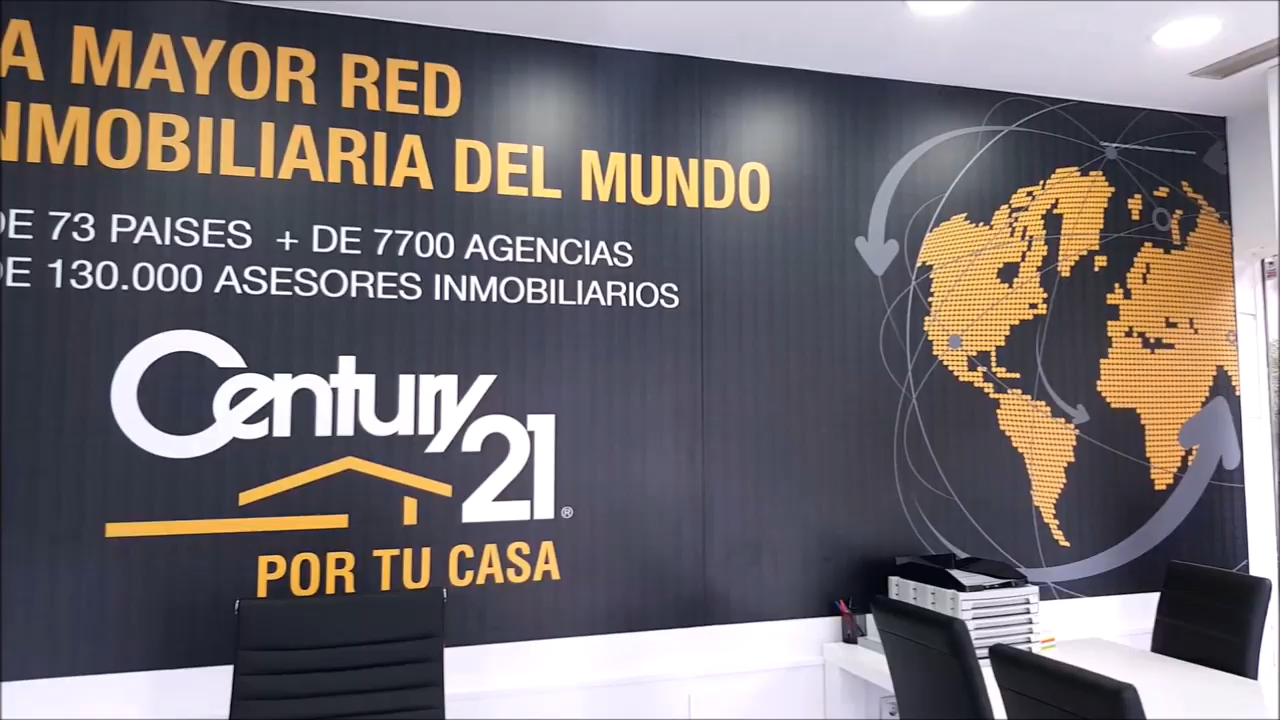 A MAYOR RED
NMOBILIARIA DEL MUNDO
DE 73 PAISES + DE 7700 AGENCIAS
DE 130.000 ASESORES INMOBILIARIOS
Century
21®
POR TU CASA